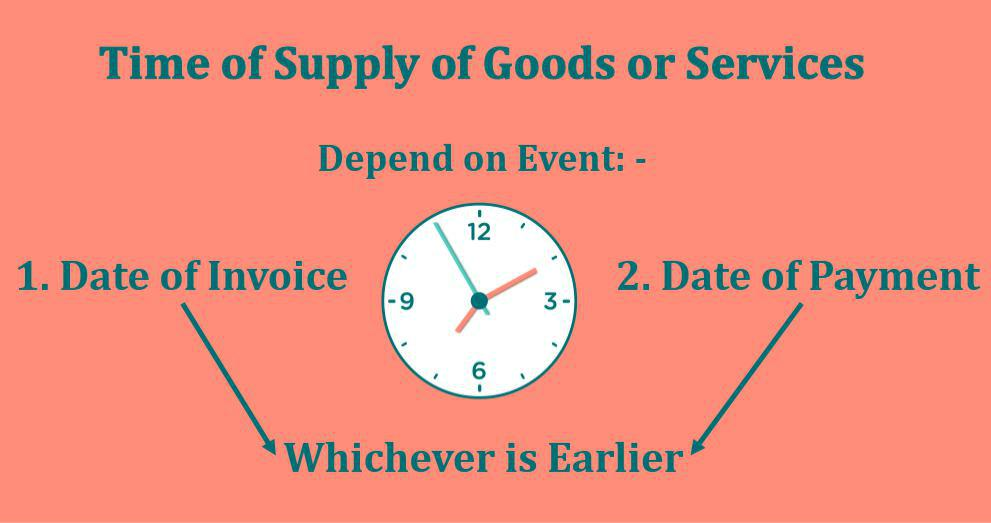 Time of Supply of Goods or Services
Depend on Event: -
12
1. Date of Invoice
9
3
2. Date of Payment
6
Whichever is Earlier